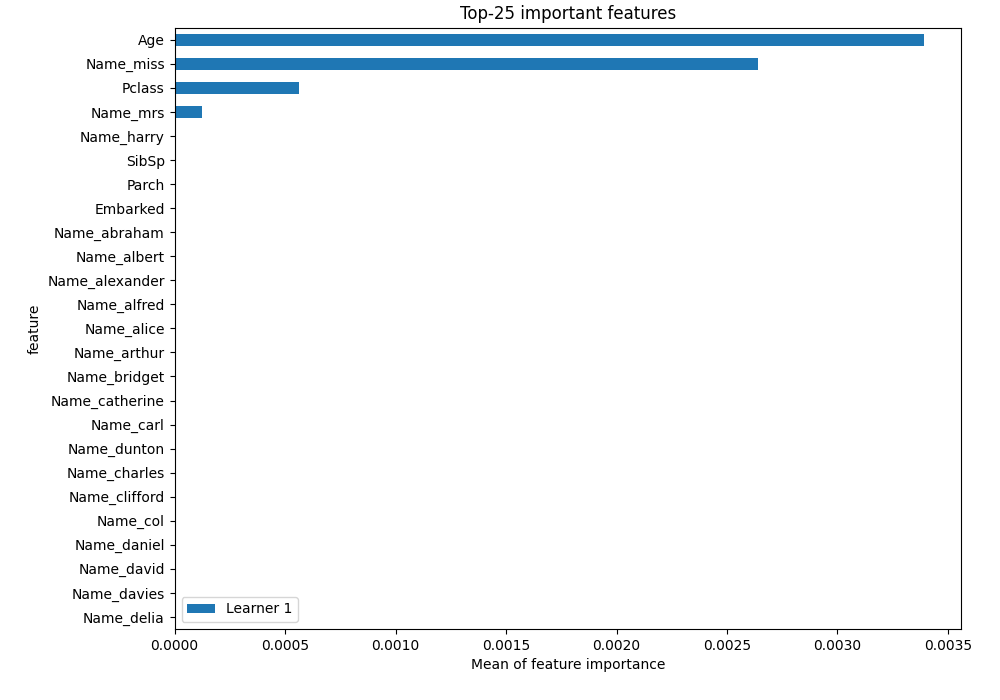 Top-25 important features
Age
Name_miss
Pclass
Name_mrs
Name_harry
SibSp
Parch
Embarked
Name_abraham
Name_albert
Name_alexander
Name_alfred
Name_alice
Name_arthur
Name_bridget
Name_catherine
Name_carl
Name_dunton
Name_charles
Name_clifford
Name_col
Name_daniel
Name_david
Name_davies
Name_delia
feature
Learner 1
0.0000 0.0005 0.0010 0.0015 0.0020 0.0025 0.0030 0.0035
Mean of feature importance